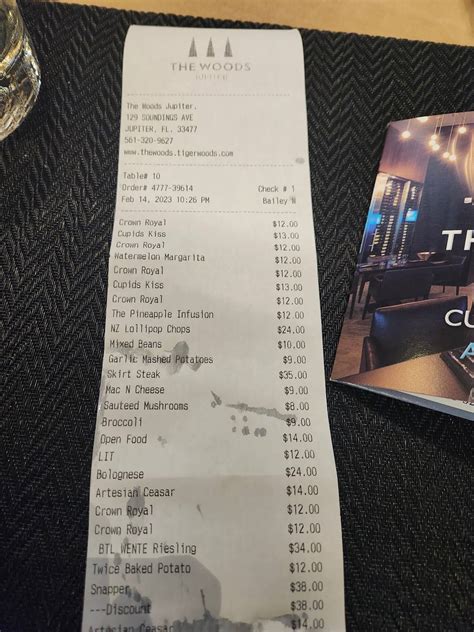 THE WOODS
JUPITER
The Woods Jupiter.
129 SOUNDINGS AVE
JUPITER, FL. 33477
561-320-9627
www.thewoods.tigerwoods.com
Table# 10
Order# 4777-39614 Check # 1
Feb 14, 2023 10:26 PM Bailey N
Crown Royal $12.00
Cupids Kiss $13.00
Crown Royal $12.00
Watermelon Margarita $12.00
Crown Royal $12.00
Cupids Kiss $13.00
Crown Royal $12.00
The Pineapple Infusion $12.00
NZ Lollipop Chops $24.00
Mixed Beans $10.00
Garlic Mashed Potatoes $9.00
Skirt Steak $35.00
Mac N Cheese $9.00
Sauteed Mushrooms $8.00
Broccoli $9.00
Open Food $14.00
LIT $12.00
Bolognese $24.00
Artesian Ceasar $14.00
Crown Royal $12.00
Crown Royal $12.00
BTL WENTE Riesling $34.00
Twice Baked Potato $12.00
Snapper $38.00
---Discount $38.00
Artesian Ceasar $14.00
TH
CU
A